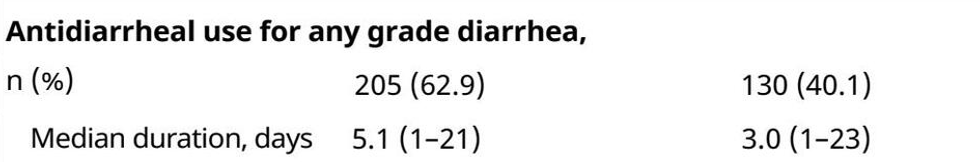 Antidiarrheal use for any grade diarrhea,
n (%) 205 (62.9) 130 (40.1)
Median duration, days 5.1 (1–21) 3.0 (1–23)